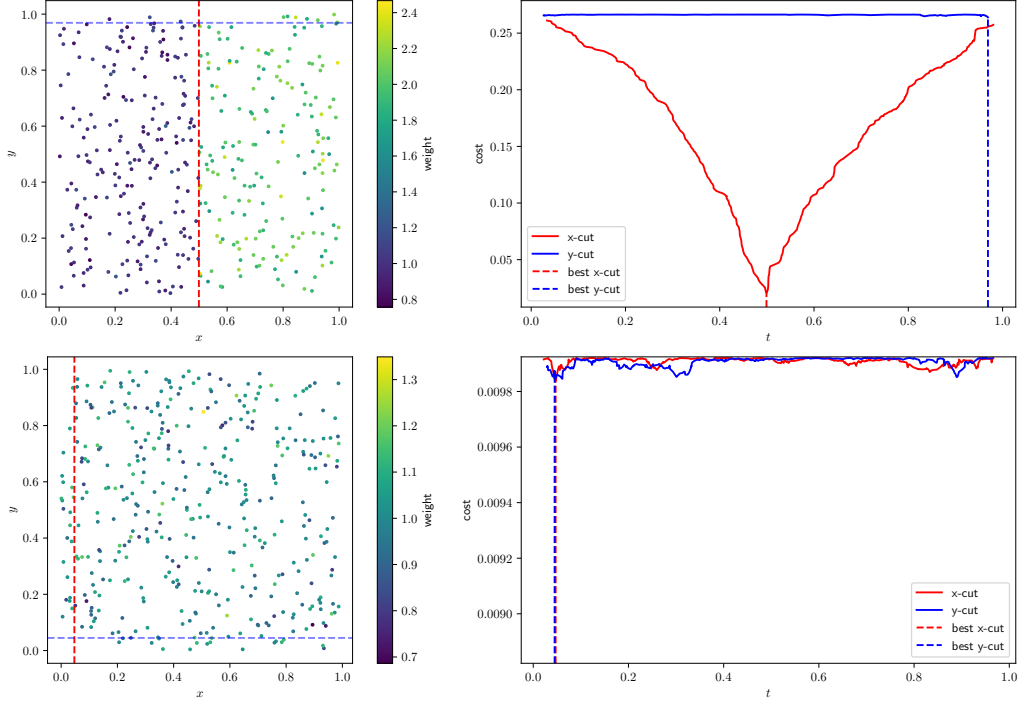 1.0
0.8
0.6
0.4
0.2
0.0
y
0.0 0.2 0.4 0.6 0.8 1.0
x
2.4
2.2
2.0
1.8
1.6
1.4
1.2
1.0
0.8
weight
0.25
0.20
0.15
0.10
0.05
cost
x-cut
y-cut
best x-cut
best y-cut
0.0 0.2 0.4 0.6 0.8 1.0
t
1.0
0.8
0.6
0.4
0.2
0.0
y
0.0 0.2 0.4 0.6 0.8 1.0
x
1.3
1.2
1.1
1.0
0.9
0.8
0.7
weight
0.0098
0.0096
0.0094
0.0092
0.0090
cost
x-cut
y-cut
best x-cut
best y-cut
0.0 0.2 0.4 0.6 0.8 1.0
t